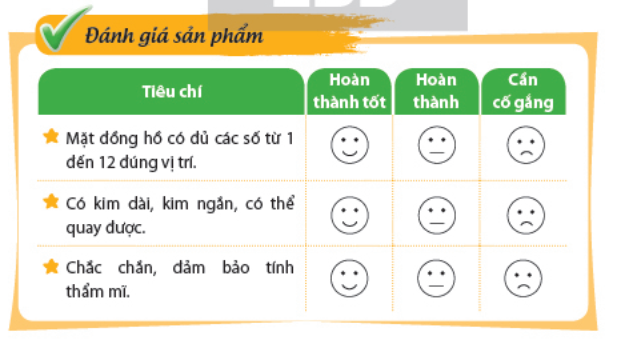 Đánh giá sản phẩm
Tiêu chí
Hoàn thành tốt
Hoàn thành
Cần cố gắng
Mặt đồng hồ có đủ các số từ 1
đến 12 đúng vị trí.
Có kim dài, kim ngắn, có thể
quay được.
Chắc chắn, đảm bảo tính
thẩm mĩ.